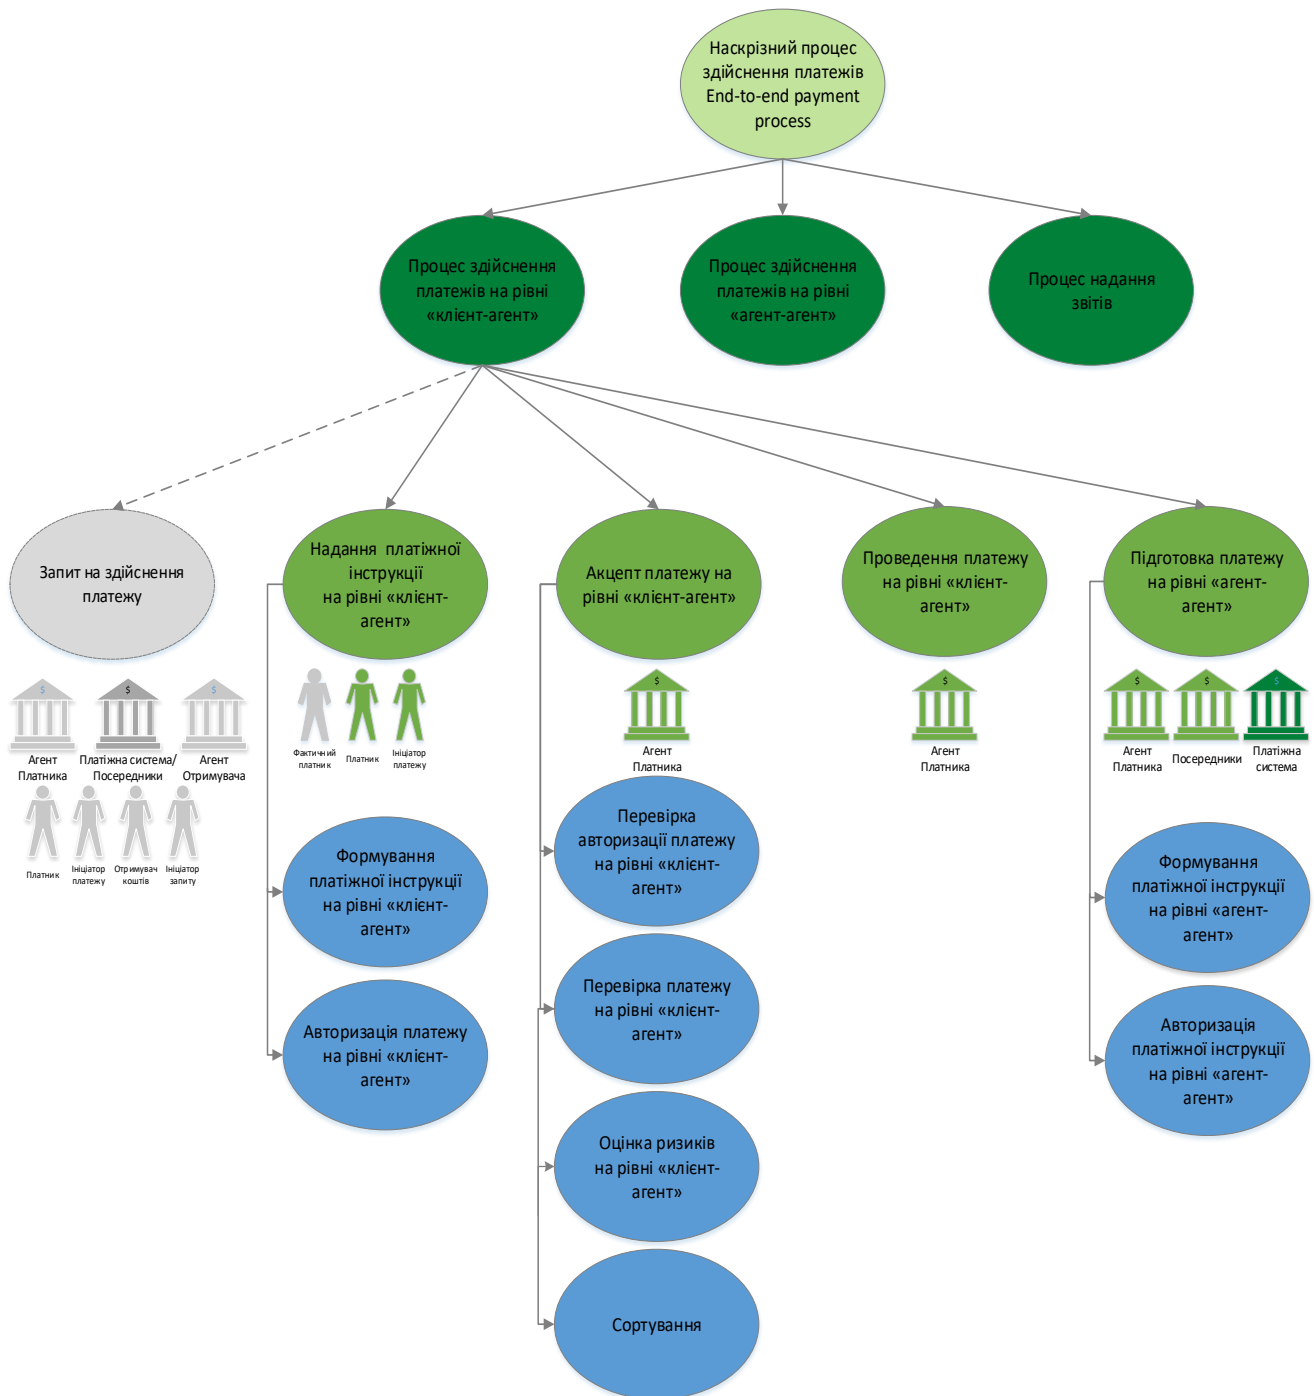 Наскрізний процес
здійснення платежів
End-to-end payment
process
Процес здійснення
платежів на рівні
«клієнт-агент»
Процес здійснення
платежів на рівні
«агент-агент»
Процес надання
звітів
Запит на здійснення
платежу
Надання платіжної
інструкції
на рівні «клієнт-
агент»
Акцепт платежу на
рівні «клієнт-агент»
Проведення платежу
на рівні «клієнт-
агент»
Підготовка платежу
на рівні «агент-
агент»
$
$
$
Агент
Платника
Платіжна система/
Посередники
Агент
Отримувача
Платник
Ініціатор
платежу
Отримувач
коштів
Ініціатор
запиту
Фактичний
платник
Платник
Ініціатор
платежу
$
Агент
Платника
$
Агент
Платника
$
$
$
Агент
Платника
Посередники
Платіжна
система
Формування
платіжної інструкції
на рівні «клієнт-
агент»
Авторизація платежу
на рівні «клієнт-
агент»
Перевірка
авторизації платежу
на рівні «клієнт-
агент»
Перевірка платежу
на рівні «клієнт-
агент»
Оцінка ризиків
на рівні «клієнт-
агент»
Сортування
Формування
платіжної інструкції
на рівні «агент-
агент»
Авторизація
платіжної інструкції
на рівні «агент-
агент»